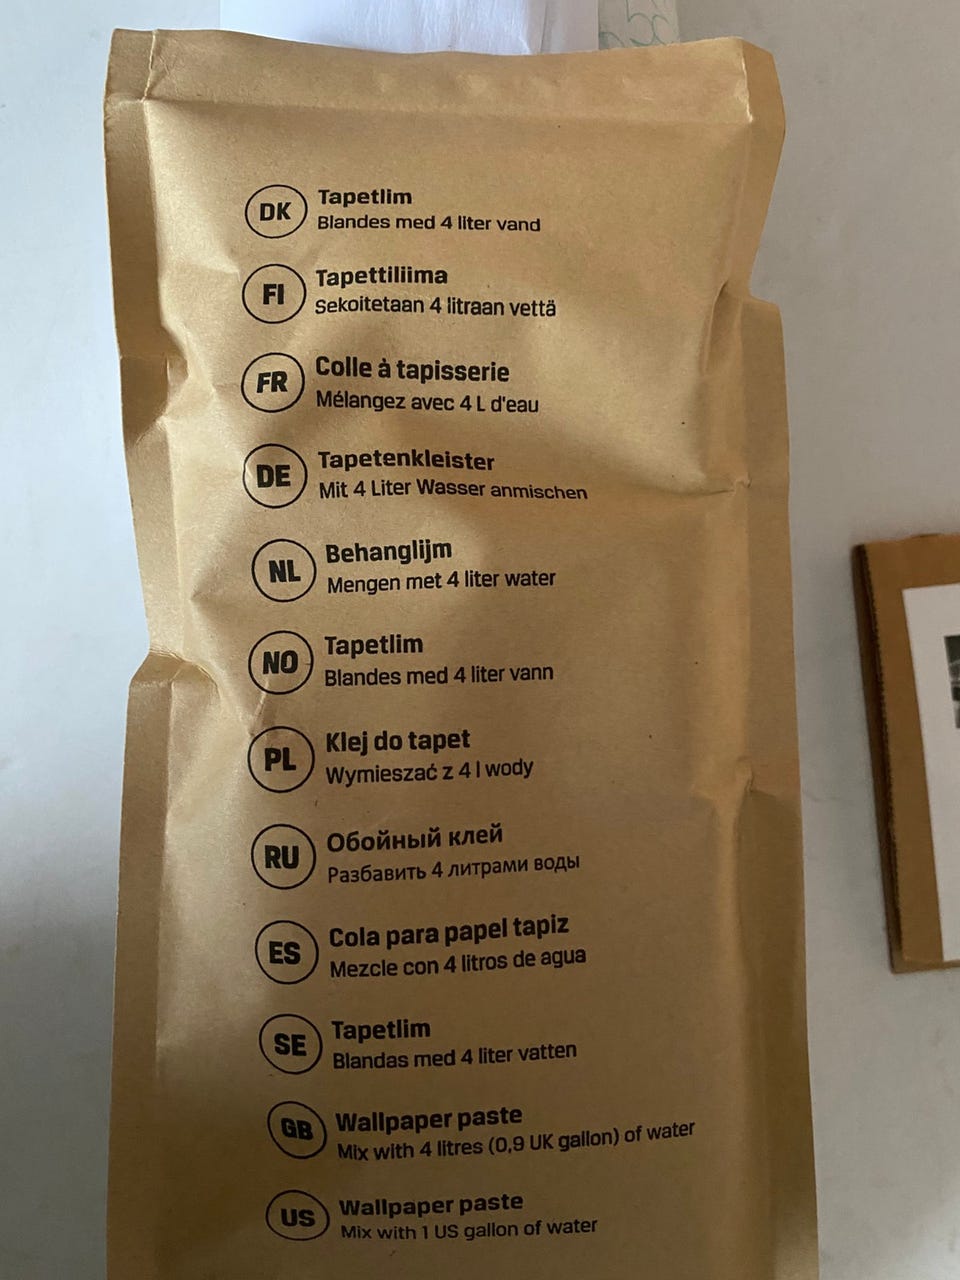 DK Tapetlim
Blandes med 4 liter vand
FI Tapettiliima
Sekoitetaan 4 litraan vettä
FR Colle à tapisserie
Mélangez avec 4 L d'eau
DE Tapetenkleister
Mit 4 Liter Wasser anmischen
NL Behanglijm
Mengen met 4 liter water
NO Tapetlim
Blandes med 4 liter vann
PL Klej do tapet
Wymieszać z 4 l wody
RU Обойный клей
Разбавить 4 литрами воды
ES Cola para papel tapiz
Mezcle con 4 litros de agua
SE Tapetlim
Blandas med 4 liter vatten
GB Wallpaper paste
Mix with 4 litres (0,9 UK gallon) of water
US Wallpaper paste
Mix with 1 US gallon of water